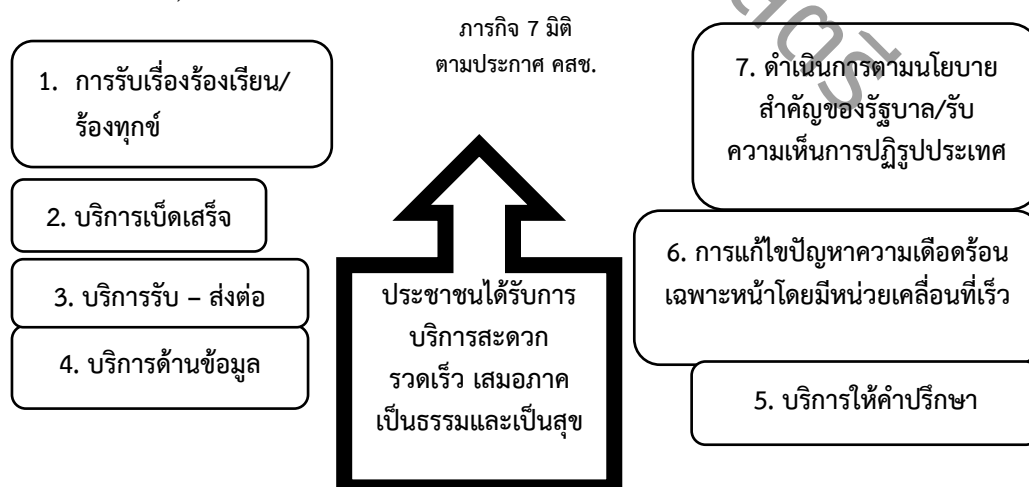 ภารกิจ 7 มิติ
ตามประกาศ คสช.
1. การรับเรื่องร้องเรียน/
ร้องทุกข์
2. บริการเบ็ดเสร็จ
3. บริการรับ – ส่งต่อ
4. บริการด้านข้อมูล
ประชาชนได้รับการ
บริการสะดวก
รวดเร็ว เสมอภาค
เป็นธรรมและเป็นสุข
7. ดำเนินการตามนโยบาย
สำคัญของรัฐบาล/รับ
ความเห็นการปฏิรูปประเทศ
6. การแก้ไขปัญหาความเดือดร้อน
เฉพาะหน้าโดยมีหน่วยเคลื่อนที่เร็ว
5. บริการให้คำปรึกษา